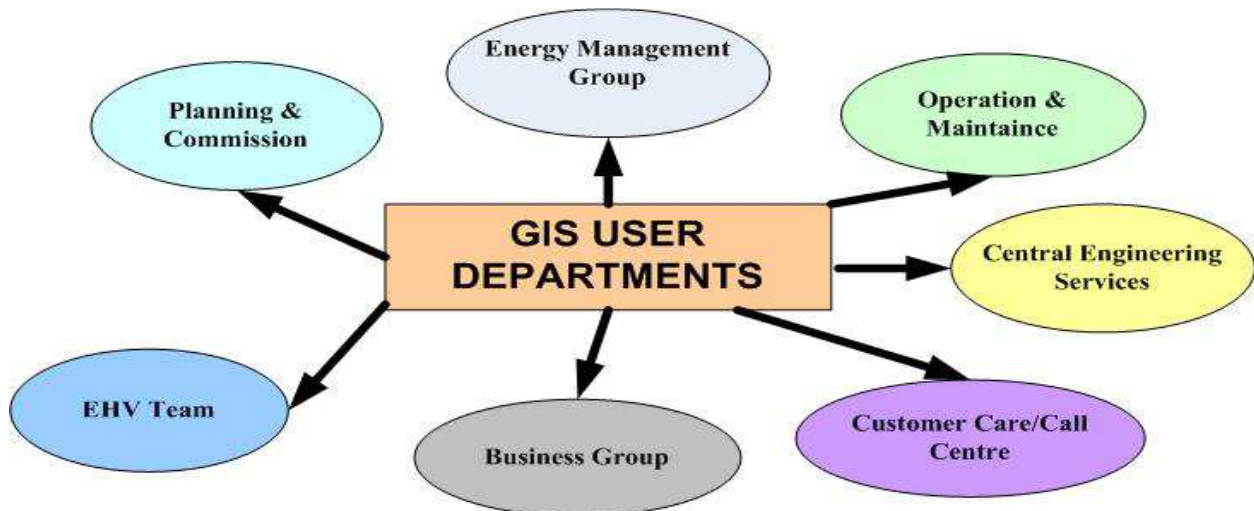 Energy Management
Group
Planning &
Commission
Operation &
Maintaince
GIS USER
DEPARTMENTS
Central Engineering
Services
EHV Team
Business Group
Customer Care/Call
Centre